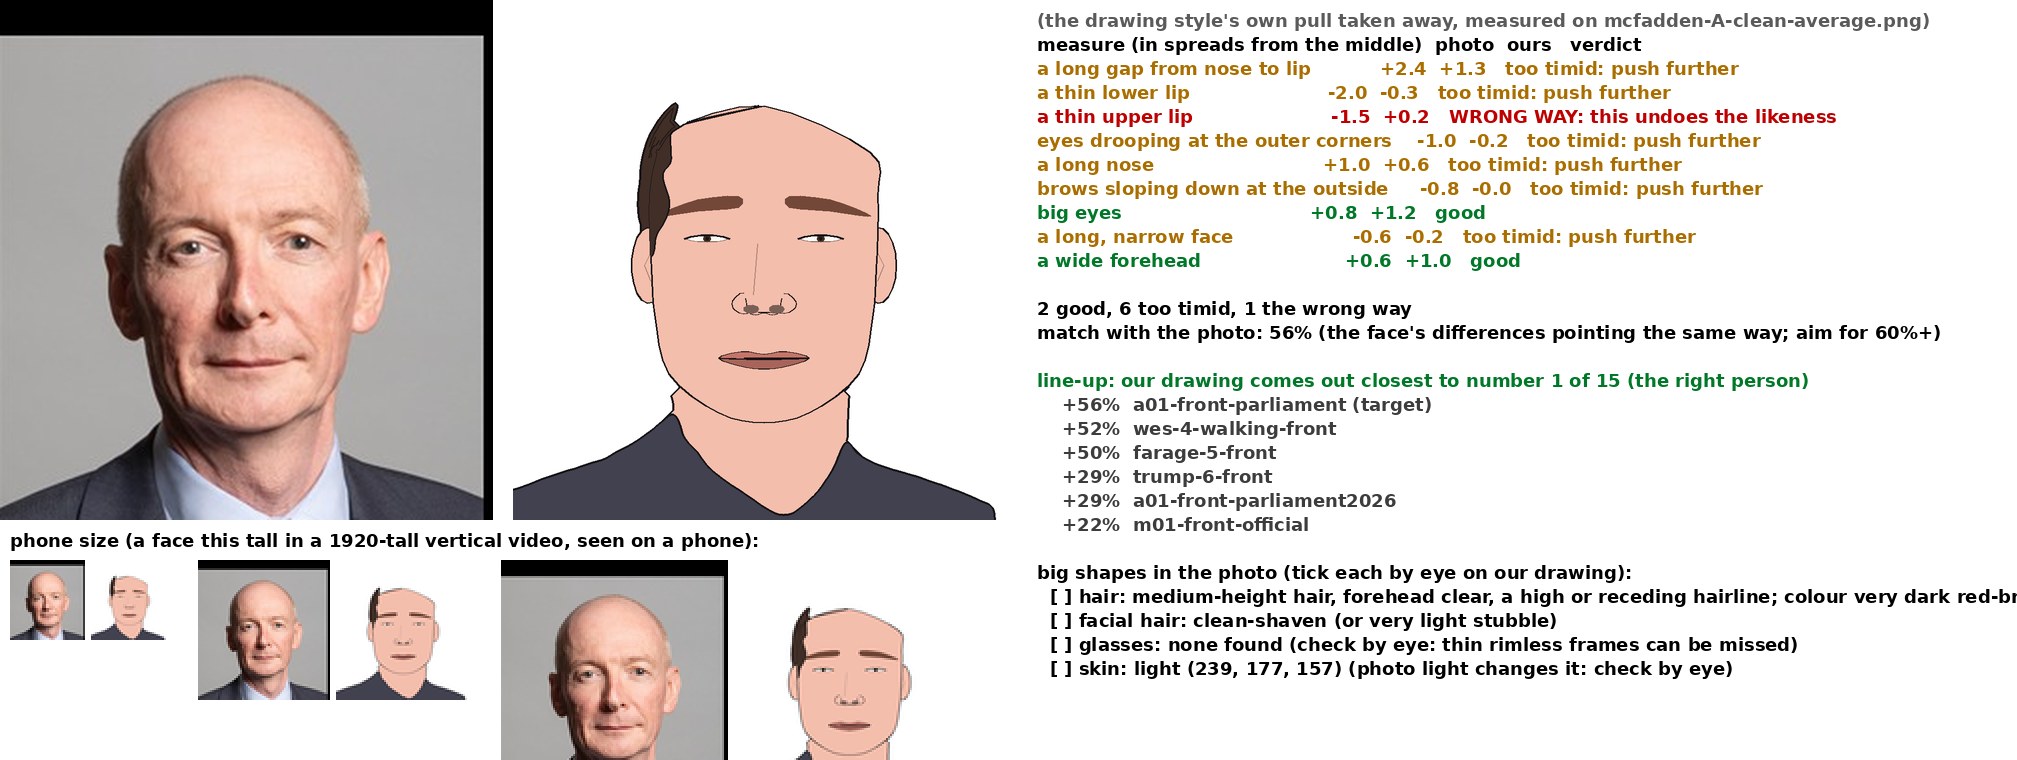 (the drawing style's own pull taken away, measured on mcfadden-A-clean-average.png)
measure (in spreads from the middle) photo ours verdict
a long gap from nose to lip +2.4 +1.3 too timid: push further
a thin lower lip -2.0 -0.3 too timid: push further
a thin upper lip -1.5 +0.2 WRONG WAY: this undoes the likeness
eyes drooping at the outer corners -1.0 -0.2 too timid: push further
a long nose +1.0 +0.6 too timid: push further
brows sloping down at the outside -0.8 -0.0 too timid: push further
big eyes +0.8 +1.2 good
a long, narrow face -0.6 -0.2 too timid: push further
a wide forehead +0.6 +1.0 good
2 good, 6 too timid, 1 the wrong way
match with the photo: 56% (the face's differences pointing the same way; aim for 60%+)
line-up: our drawing comes out closest to number 1 of 15 (the right person)
+56% a01-front-parliament (target)
+52% wes-4-walking-front
+50% farage-5-front
+29% trump-6-front
+29% a01-front-parliament2026
+22% m01-front-official
phone size (a face this tall in a 1920-tall vertical video, seen on a phone):
big shapes in the photo (tick each by eye on our drawing):
[ ] hair: medium-height hair, forehead clear, a high or receding hairline; colour very dark red-br
[ ] facial hair: clean-shaven (or very light stubble)
[ ] glasses: none found (check by eye: thin rimless frames can be missed)
[ ] skin: light (239, 177, 157) (photo light changes it: check by eye)